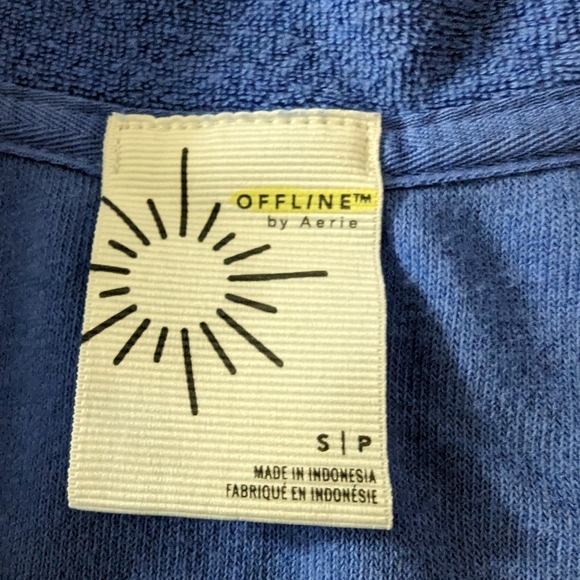 OFFLINE™
by Aerie
S | P
MADE IN INDONESIA
FABRIQUÉ EN INDONÉSIE